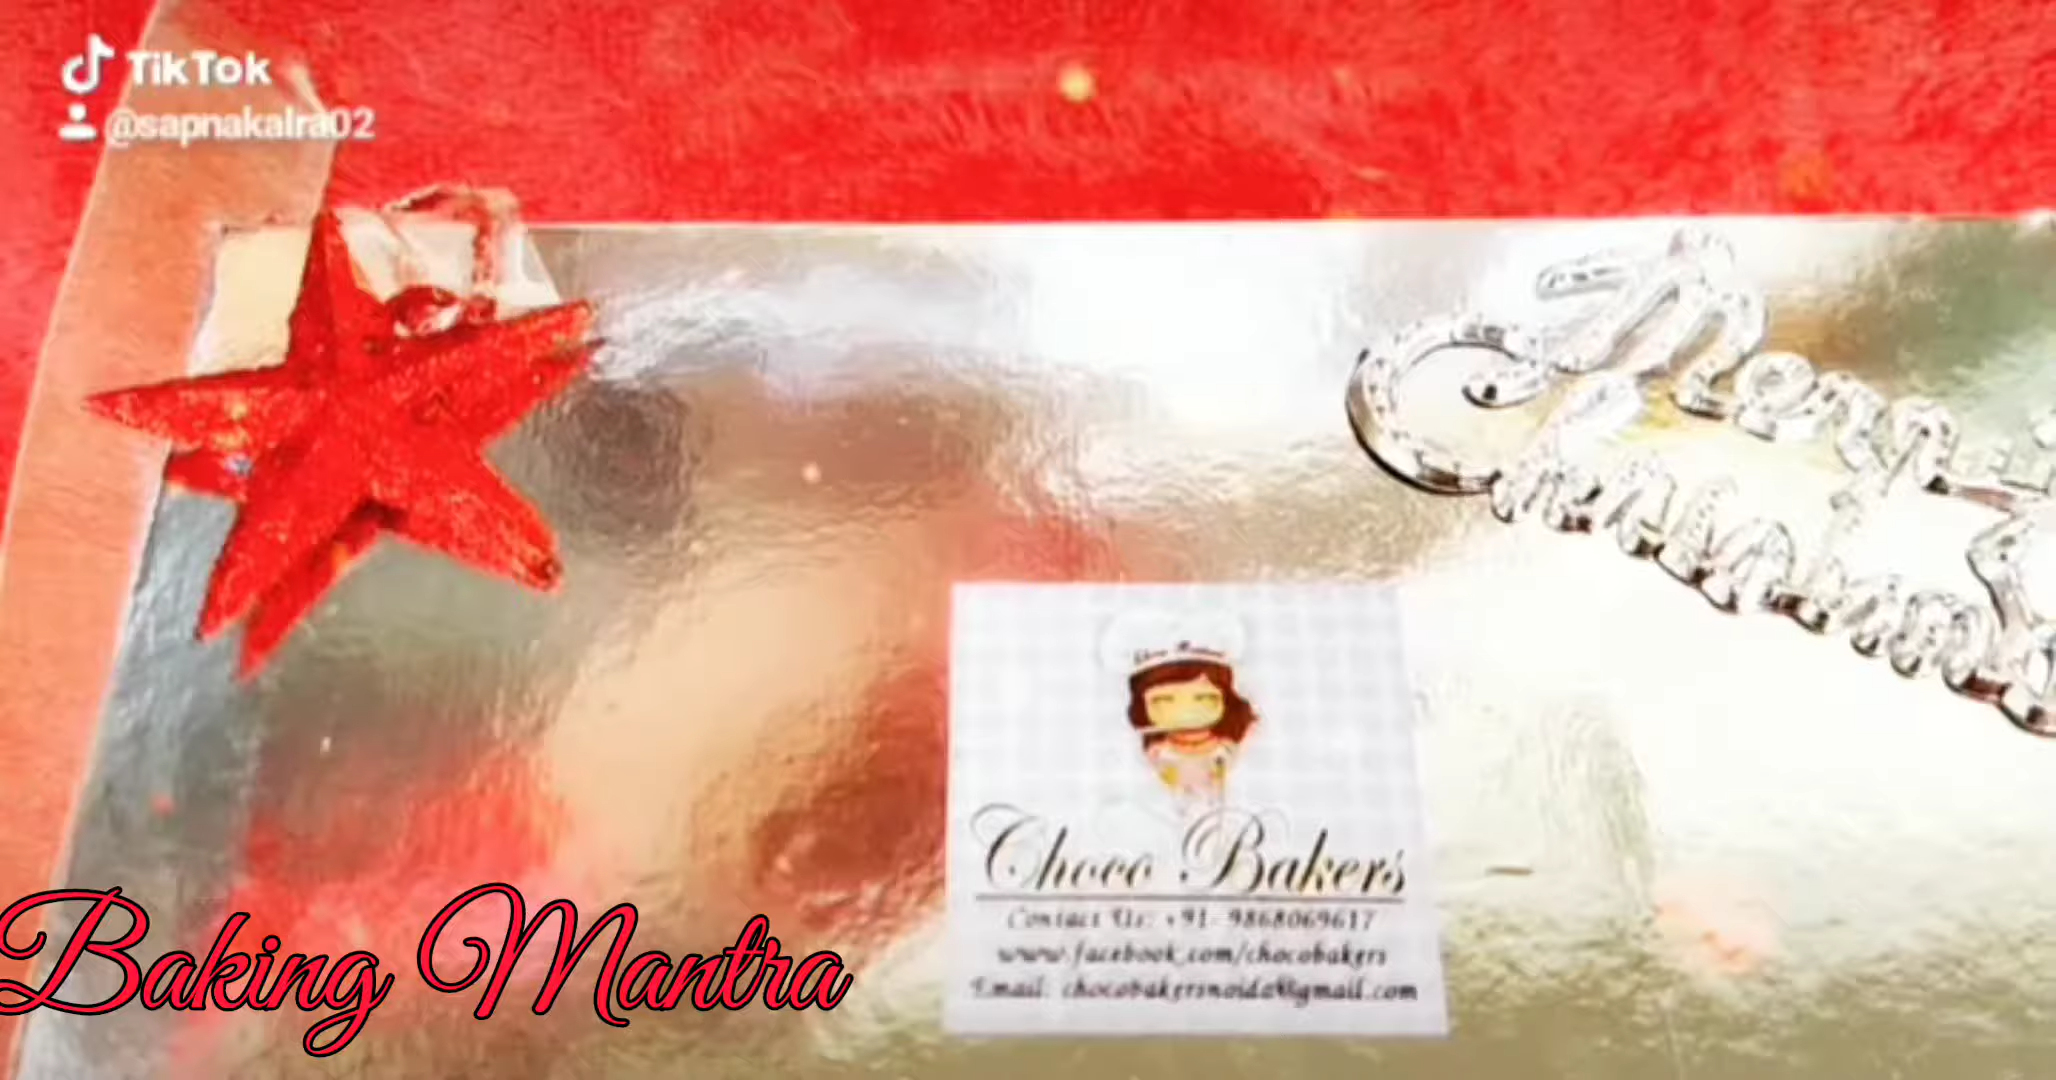 TikTok
@sapnakalra02
Merry
Christmas
Choco Bakers
Contact Us: +91- 9868069617
www.facebook.com/chocobakers
Email: chocobakersnoida@gmail.com
Baking Mantra